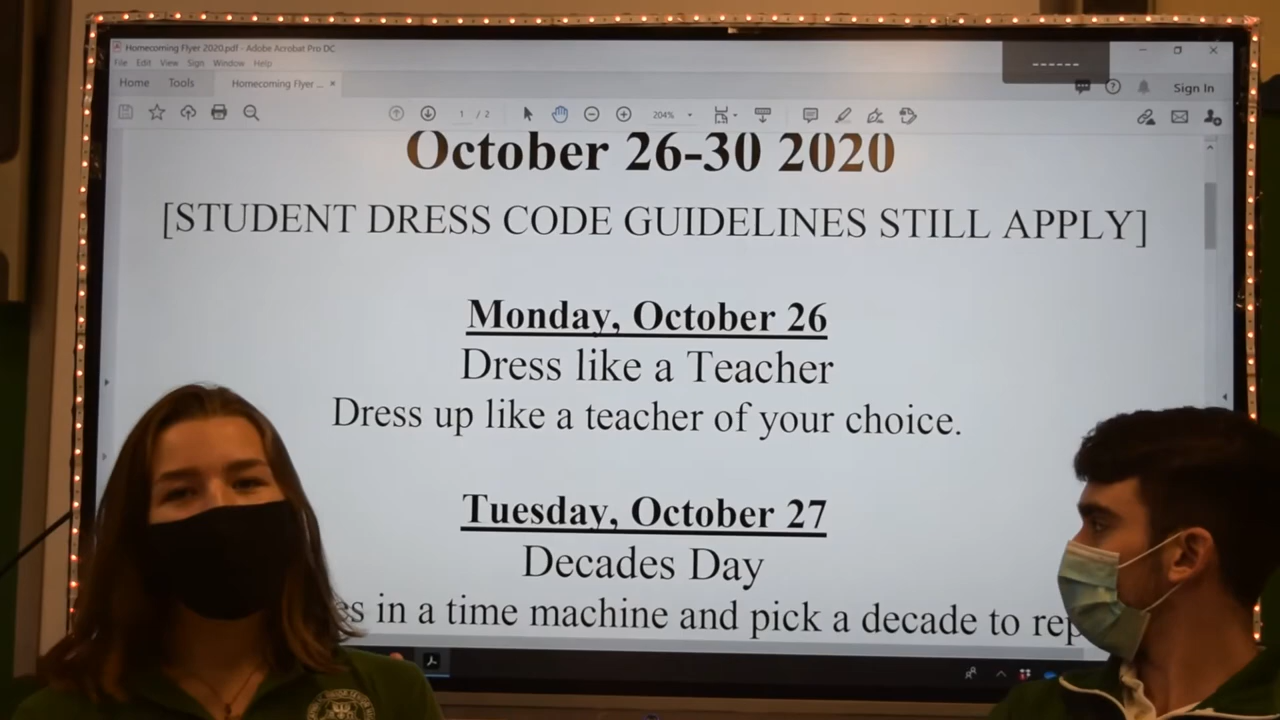 Homecoming Flyer 2020.pdf - Adobe Acrobat Pro DC
File Edit View Sign Window Help
Home Tools Homecoming Flyer ... ×
Sign In
1 / 2 204%
October 26-30 2020
[STUDENT DRESS CODE GUIDELINES STILL APPLY]
Monday, October 26
Dress like a Teacher
Dress up like a teacher of your choice.
Tuesday, October 27
Decades Day
es in a time machine and pick a decade to rep